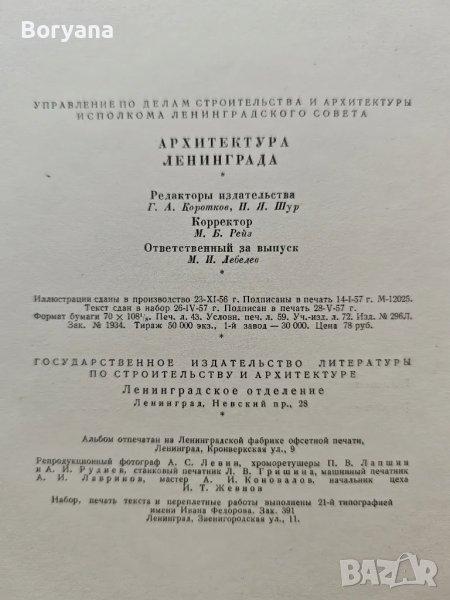 Boryana
УПРАВЛЕНИЕ ПО ДЕЛАМ СТРОИТЕЛЬСТВА И АРХИТЕКТУРЫ
ИСПОЛКОМА ЛЕНИНГРАДСКОГО СОВЕТА
*
АРХИТЕКТУРА
ЛЕНИНГРАДА
*
Редакторы издательства
Г. А. Коротков, П. Я. Шур
Корректор
М. Б. Рейз
Ответственный за выпуск
М. И. Лебелев
*
Иллюстрации сданы в производство 23-XI-56 г. Подписаны в печать 14-I-57 г. М-12025.
Текст сдан в набор 26-IV-57 г. Подписан в печать 28-V-57 г.
Формат бумаги 70 × 108¹/₈. Печ. л. 43. Условн. печ. л. 59. Уч.-изд. л. 72. Изд. № 296Л.
Зак. № 1934. Тираж 50 000 экз., 1-й завод — 30 000. Цена 78 руб.
*
ГОСУДАРСТВЕННОЕ ИЗДАТЕЛЬСТВО ЛИТЕРАТУРЫ
ПО СТРОИТЕЛЬСТВУ И АРХИТЕКТУРЕ
Ленинградское отделение
Ленинград, Невский пр., 28
*
Альбом отпечатан на Ленинградской фабрике офсетной печати,
Ленинград, Кронверкская ул., 9
Репродукционный фотограф А. С. Левин, хромеретушеры П. В. Лапшин
и А. И. Рудиев, станковый печатник Л. В. Гришина, машинный печатник
А. И. Лавринов, мастер А. И. Коновалов, начальник цеха
И. Т. Жевнов
Набор, печать текста и переплетные работы выполнены 21-й типографией
имени Ивана Федорова. Зак. 391
Ленинград, Звенигородская ул., 11.
BAZAR
bg